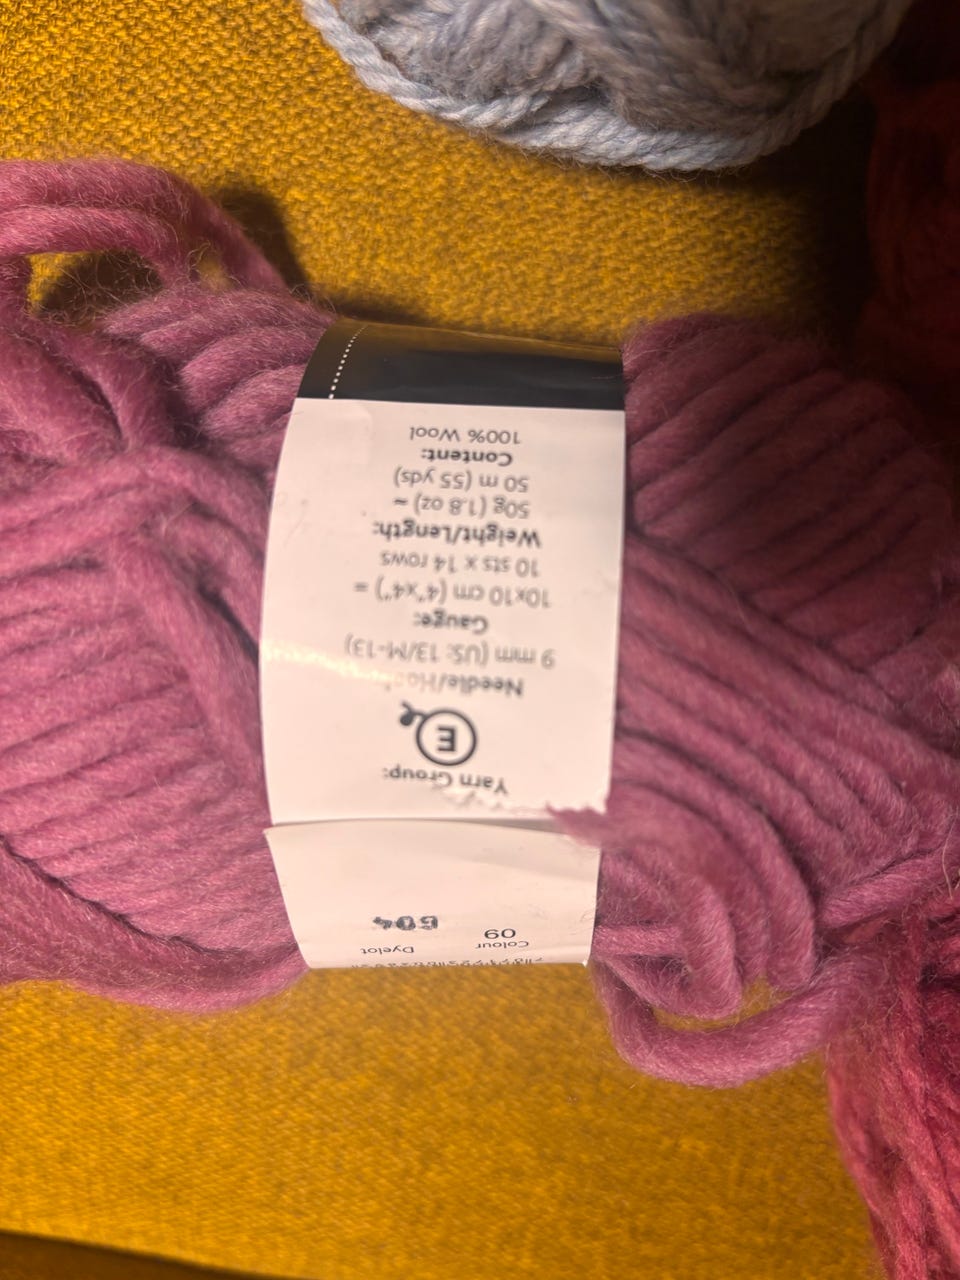 Colour Dyelot
09
Yarn Group:
E
Needle/Hook
9 mm (US: 13/M-13)
Gauge:
10x10 cm (4"x4") =
10 sts x 14 rows
Weight/Length:
50g (1.8 oz) ≈
50 m (55 yds)
Content:
100% Wool